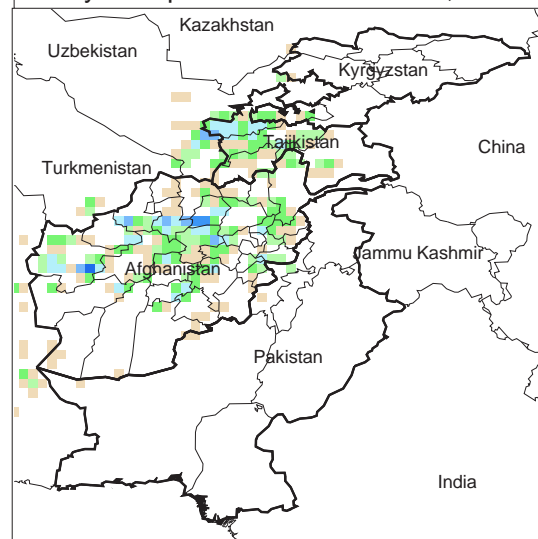 Kazakhstan
Uzbekistan
Kyrgyzstan
Tajikistan
China
Turkmenistan
Jammu Kashmir
Afghanistan
Pakistan
India